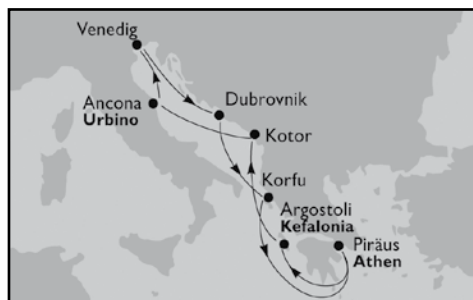 Venedig
Ancona
Urbino
Dubrovnik
Kotor
Korfu
Argostoli
Kefalonia
Piräus
Athen